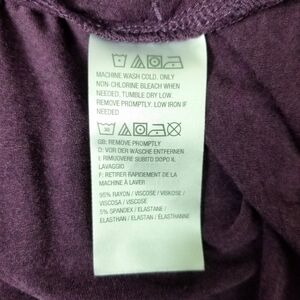 MACHINE WASH COLD. ONLY
NON-CHLORINE BLEACH WHEN
NEEDED, TUMBLE DRY LOW.
REMOVE PROMPTLY. LOW IRON IF
NEEDED
30
GB: REMOVE PROMPTLY
D: VOR DER WÄSCHE ENTFERNEN
I: RIMUOVERE SUBITO DOPO IL
LAVAGGIO
F: RETIRER RAPIDEMENT DE LA
MACHINE À LAVER
95% RAYON / VISCOSE / VISKOSE /
VISCOSA / VISCOSE
5% SPANDEX / ELASTANE /
ELASTHAN / ELASTAN / ÉLASTHANNE